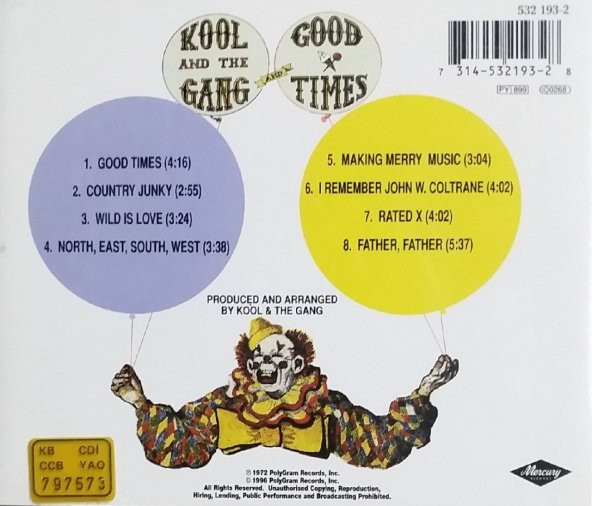 532 193-2
KOOL
AND THE
GANG
AND
GOOD
TIMES
7 314-532193-2 8
PY 899
0268
1. GOOD TIMES (4:16)
2. COUNTRY JUNKY (2:55)
3. WILD IS LOVE (3:24)
4. NORTH, EAST, SOUTH, WEST (3:38)
5. MAKING MERRY MUSIC (3:04)
6. I REMEMBER JOHN W. COLTRANE (4:02)
7. RATED X (4:02)
8. FATHER, FATHER (5:37)
PRODUCED AND ARRANGED
BY KOOL & THE GANG
℗ 1972 PolyGram Records, Inc.
© 1996 PolyGram Records, Inc.
All Rights Reserved. Unauthorised Copying, Reproduction,
Hiring, Lending, Public Performance and Broadcasting Prohibited.
KB CDI
CCB YAO
797573
Mercury
RECORDS